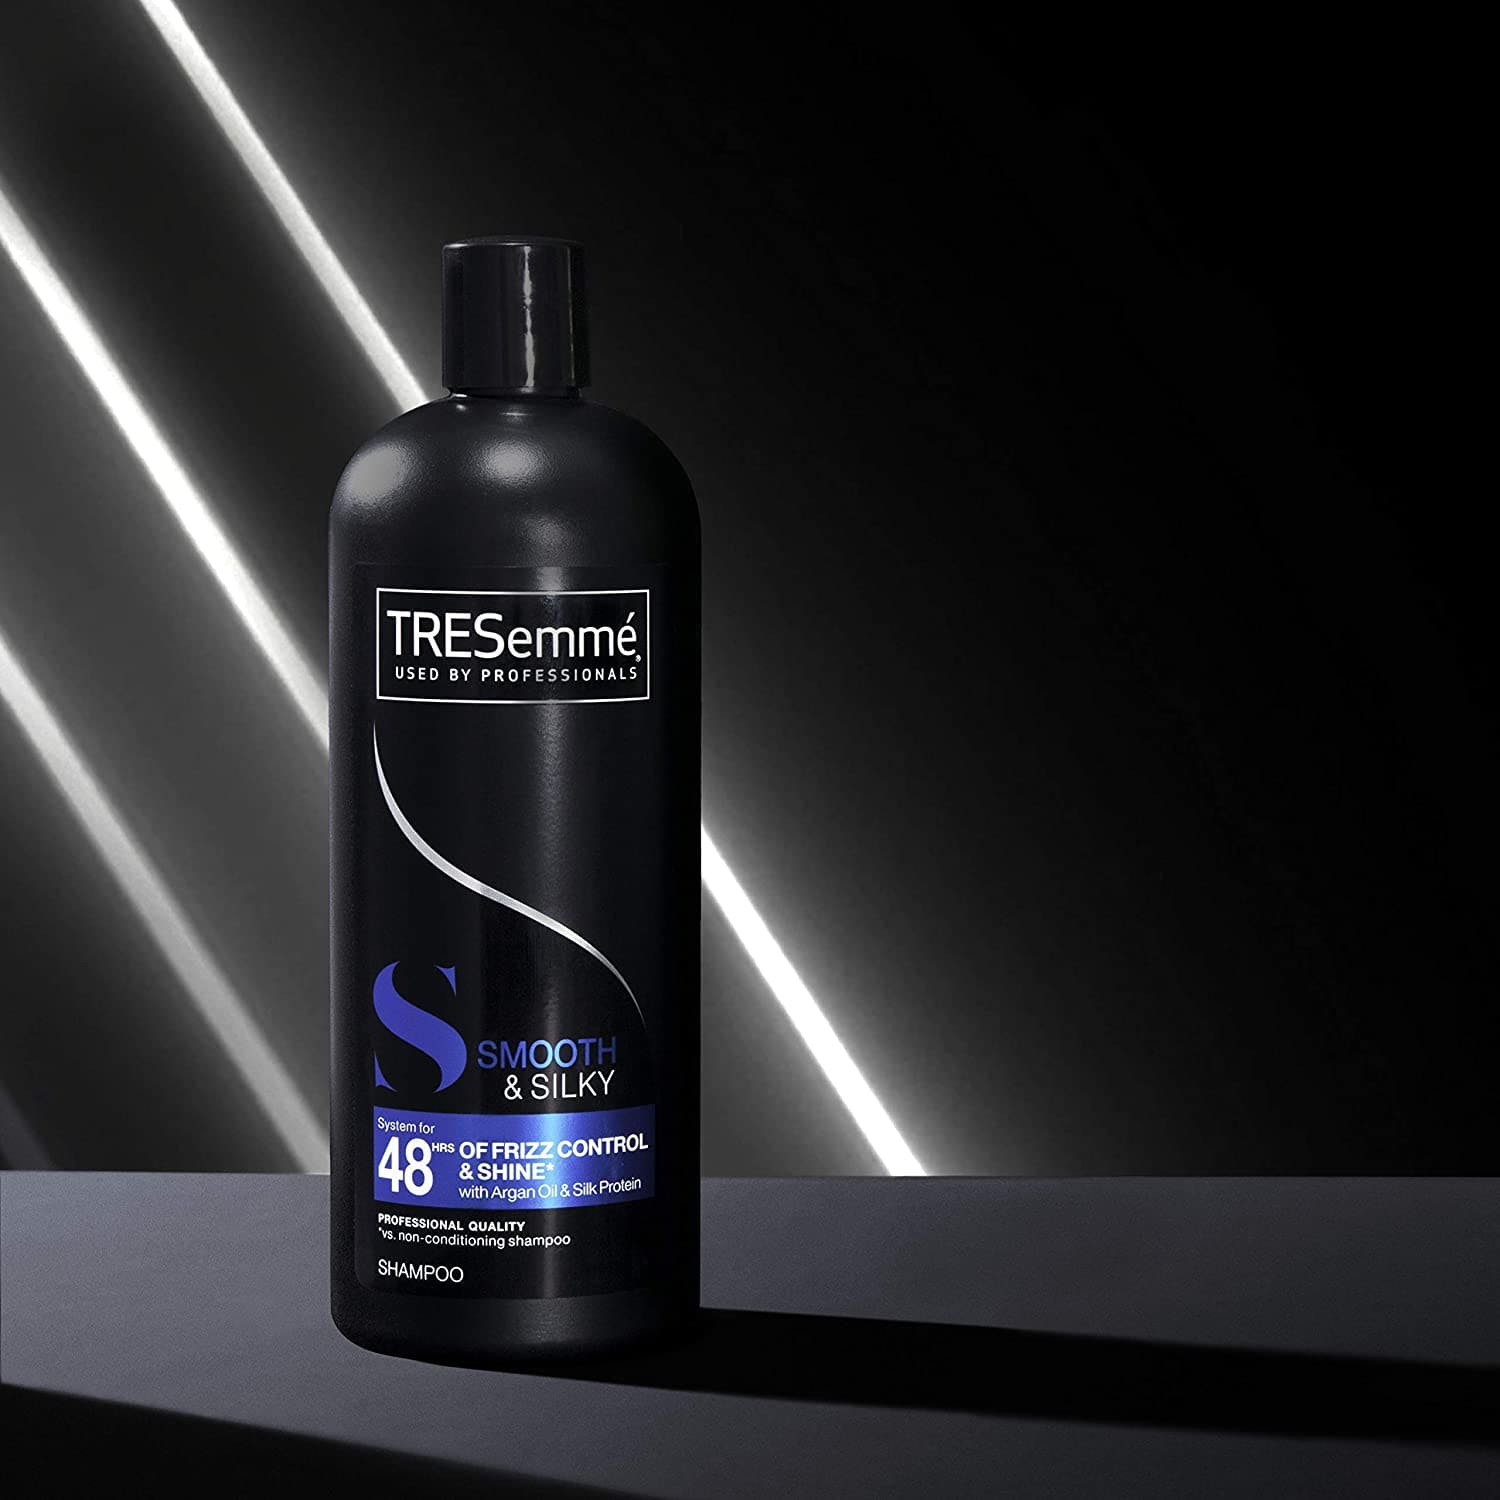 TRESemmé®
USED BY PROFESSIONALS
S
SMOOTH
& SILKY
System for
48 HRS OF FRIZZ CONTROL
& SHINE*
with Argan Oil & Silk Protein
PROFESSIONAL QUALITY
*vs. non-conditioning shampoo
SHAMPOO